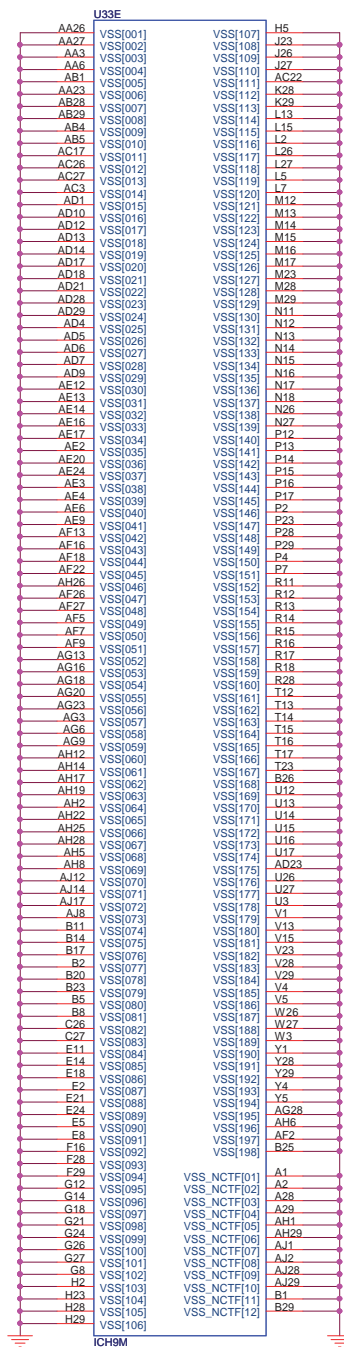 U33E
AA26 VSS[001]
AA27 VSS[002]
AA3 VSS[003]
AA6 VSS[004]
AB1 VSS[005]
AA23 VSS[006]
AB28 VSS[007]
AB29 VSS[008]
AB4 VSS[009]
AB5 VSS[010]
AC17 VSS[011]
AC26 VSS[012]
AC27 VSS[013]
AC3 VSS[014]
AD1 VSS[015]
AD10 VSS[016]
AD12 VSS[017]
AD13 VSS[018]
AD14 VSS[019]
AD17 VSS[020]
AD18 VSS[021]
AD21 VSS[022]
AD28 VSS[023]
AD29 VSS[024]
AD4 VSS[025]
AD5 VSS[026]
AD6 VSS[027]
AD7 VSS[028]
AD9 VSS[029]
AE12 VSS[030]
AE13 VSS[031]
AE14 VSS[032]
AE16 VSS[033]
AE17 VSS[034]
AE2 VSS[035]
AE20 VSS[036]
AE24 VSS[037]
AE3 VSS[038]
AE4 VSS[039]
AE6 VSS[040]
AE9 VSS[041]
AF13 VSS[042]
AF16 VSS[043]
AF18 VSS[044]
AF22 VSS[045]
AH26 VSS[046]
AF26 VSS[047]
AF27 VSS[048]
AF5 VSS[049]
AF7 VSS[050]
AF9 VSS[051]
AG13 VSS[052]
AG16 VSS[053]
AG18 VSS[054]
AG20 VSS[055]
AG23 VSS[056]
AG3 VSS[057]
AG6 VSS[058]
AG9 VSS[059]
AH12 VSS[060]
AH14 VSS[061]
AH17 VSS[062]
AH19 VSS[063]
AH2 VSS[064]
AH22 VSS[065]
AH25 VSS[066]
AH28 VSS[067]
AH5 VSS[068]
AH8 VSS[069]
AJ12 VSS[070]
AJ14 VSS[071]
AJ17 VSS[072]
AJ8 VSS[073]
B11 VSS[074]
B14 VSS[075]
B17 VSS[076]
B2 VSS[077]
B20 VSS[078]
B23 VSS[079]
B5 VSS[080]
B8 VSS[081]
C26 VSS[082]
C27 VSS[083]
E11 VSS[084]
E14 VSS[085]
E18 VSS[086]
E2 VSS[087]
E21 VSS[088]
E24 VSS[089]
E5 VSS[090]
E8 VSS[091]
F16 VSS[092]
F28 VSS[093]
F29 VSS[094]
G12 VSS[095]
G14 VSS[096]
G18 VSS[097]
G21 VSS[098]
G24 VSS[099]
G26 VSS[100]
G27 VSS[101]
G8 VSS[102]
H2 VSS[103]
H23 VSS[104]
H28 VSS[105]
H29 VSS[106]
VSS[107] H5
VSS[108] J23
VSS[109] J26
VSS[110] J27
VSS[111] AC22
VSS[112] K28
VSS[113] K29
VSS[114] L13
VSS[115] L15
VSS[116] L2
VSS[117] L26
VSS[118] L27
VSS[119] L5
VSS[120] L7
VSS[121] M12
VSS[122] M13
VSS[123] M14
VSS[124] M15
VSS[125] M16
VSS[126] M17
VSS[127] M23
VSS[128] M28
VSS[129] M29
VSS[130] N11
VSS[131] N12
VSS[132] N13
VSS[133] N14
VSS[134] N15
VSS[135] N16
VSS[136] N17
VSS[137] N18
VSS[138] N26
VSS[139] N27
VSS[140] P12
VSS[141] P13
VSS[142] P14
VSS[143] P15
VSS[144] P16
VSS[145] P17
VSS[146] P2
VSS[147] P23
VSS[148] P28
VSS[149] P29
VSS[150] P4
VSS[151] P7
VSS[152] R11
VSS[153] R12
VSS[154] R13
VSS[155] R14
VSS[156] R15
VSS[157] R16
VSS[158] R17
VSS[159] R18
VSS[160] R28
VSS[161] T12
VSS[162] T13
VSS[163] T14
VSS[164] T15
VSS[165] T16
VSS[166] T17
VSS[167] T23
VSS[168] B26
VSS[169] U12
VSS[170] U13
VSS[171] U14
VSS[172] U15
VSS[173] U16
VSS[174] U17
VSS[175] AD23
VSS[176] U26
VSS[177] U27
VSS[178] U3
VSS[179] V1
VSS[180] V13
VSS[181] V15
VSS[182] V23
VSS[183] V28
VSS[184] V29
VSS[185] V4
VSS[186] V5
VSS[187] W26
VSS[188] W27
VSS[189] W3
VSS[190] Y1
VSS[191] Y28
VSS[192] Y29
VSS[193] Y4
VSS[194] Y5
VSS[195] AG28
VSS[196] AH6
VSS[197] AF2
VSS[198] B25
VSS_NCTF[01] A1
VSS_NCTF[02] A2
VSS_NCTF[03] A28
VSS_NCTF[04] A29
VSS_NCTF[05] AH1
VSS_NCTF[06] AH29
VSS_NCTF[07] AJ1
VSS_NCTF[08] AJ2
VSS_NCTF[09] AJ28
VSS_NCTF[10] AJ29
VSS_NCTF[11] B1
VSS_NCTF[12] B29
ICH9M